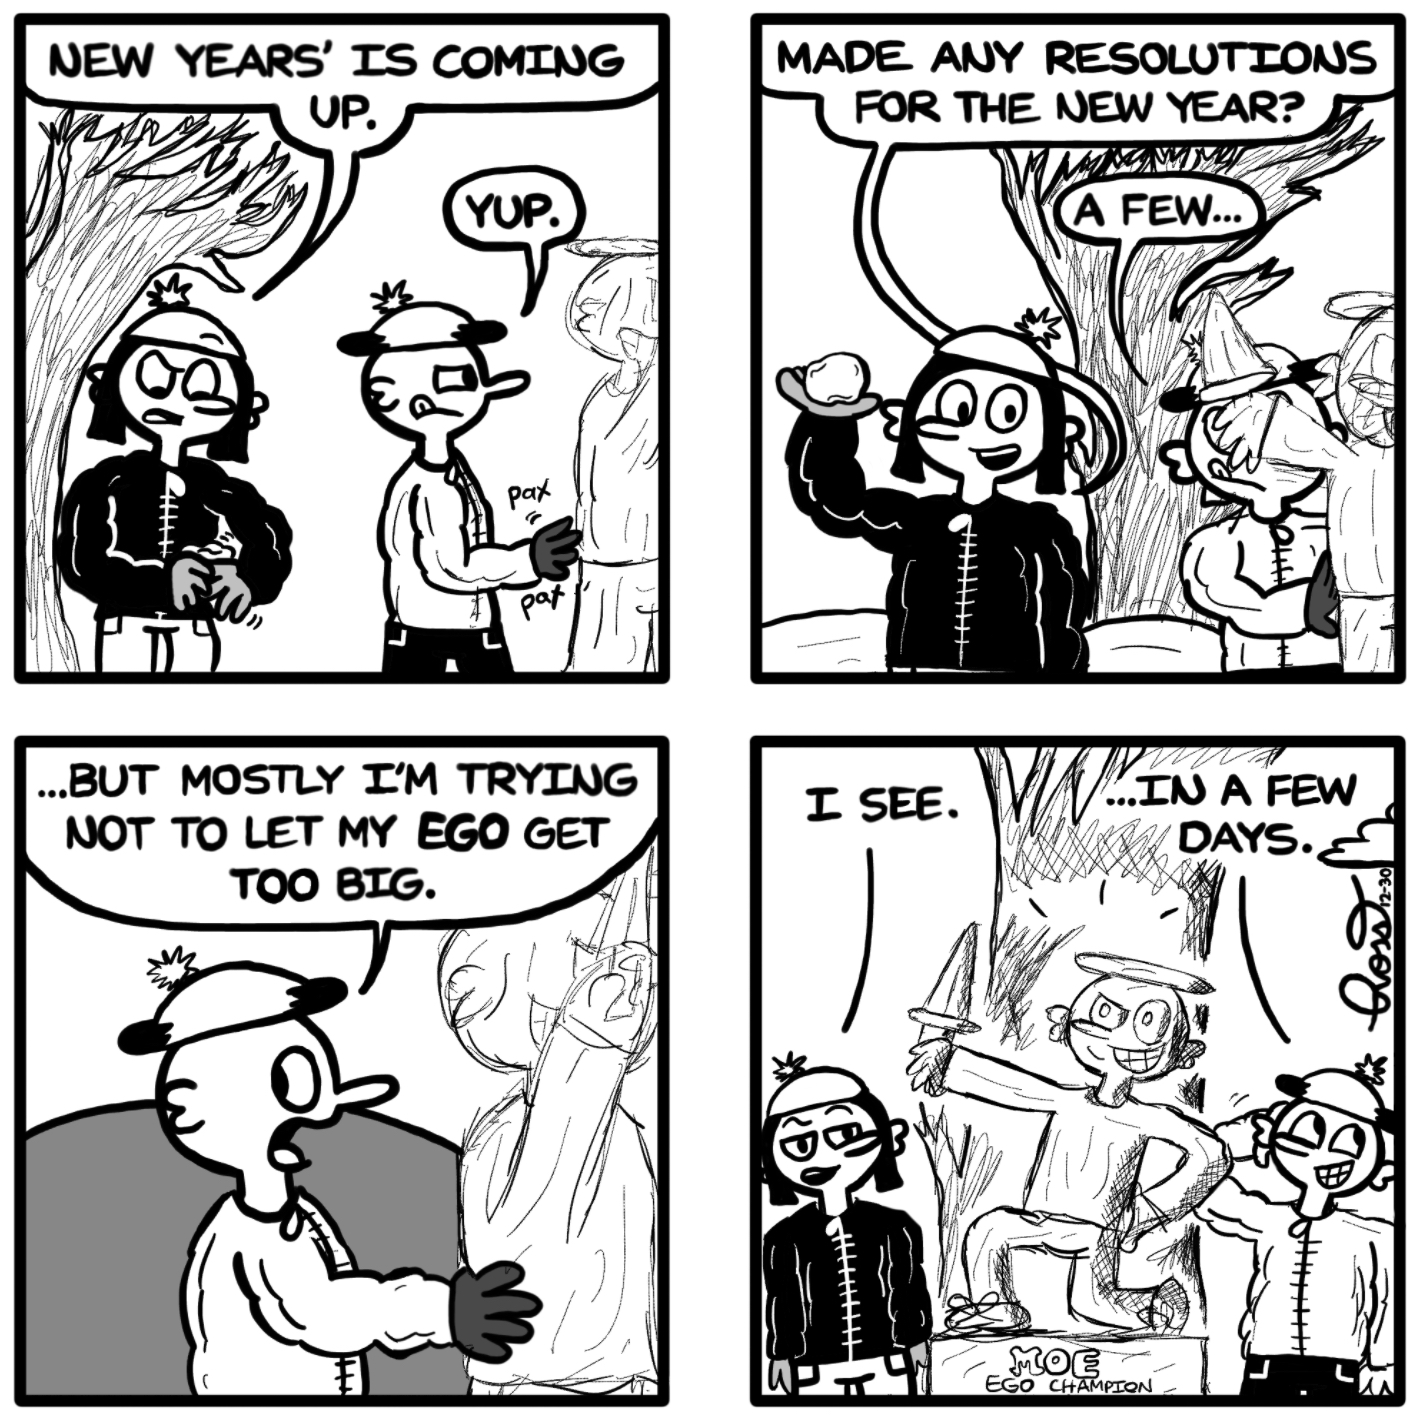 NEW YEARS' IS COMING
UP.
YUP.
pat
pat
MADE ANY RESOLUTIONS
FOR THE NEW YEAR?
A FEW...
...BUT MOSTLY I'M TRYING
NOT TO LET MY EGO GET
TOO BIG.
I SEE.
...IN A FEW
DAYS.
Ross 12-30
MOE
EGO CHAMPION